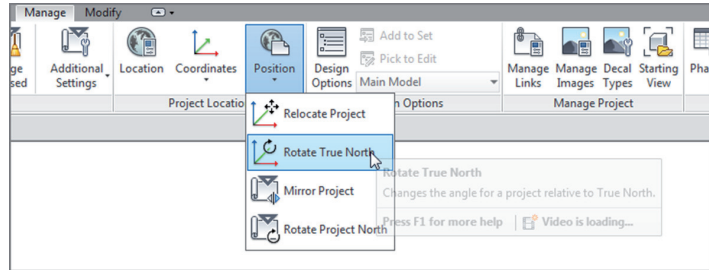 Manage Modify
ge Additional Location Coordinates Position Design Add to Set Manage Manage Decal Starting Pha
sed Settings Options Pick to Edit Links Images Types View
Main Model
Project Locatio n Options Manage Project
Relocate Project
Rotate True North
Rotate True North
Changes the angle for a project relative to True North.
Mirror Project
Press F1 for more help Video is loading...
Rotate Project North